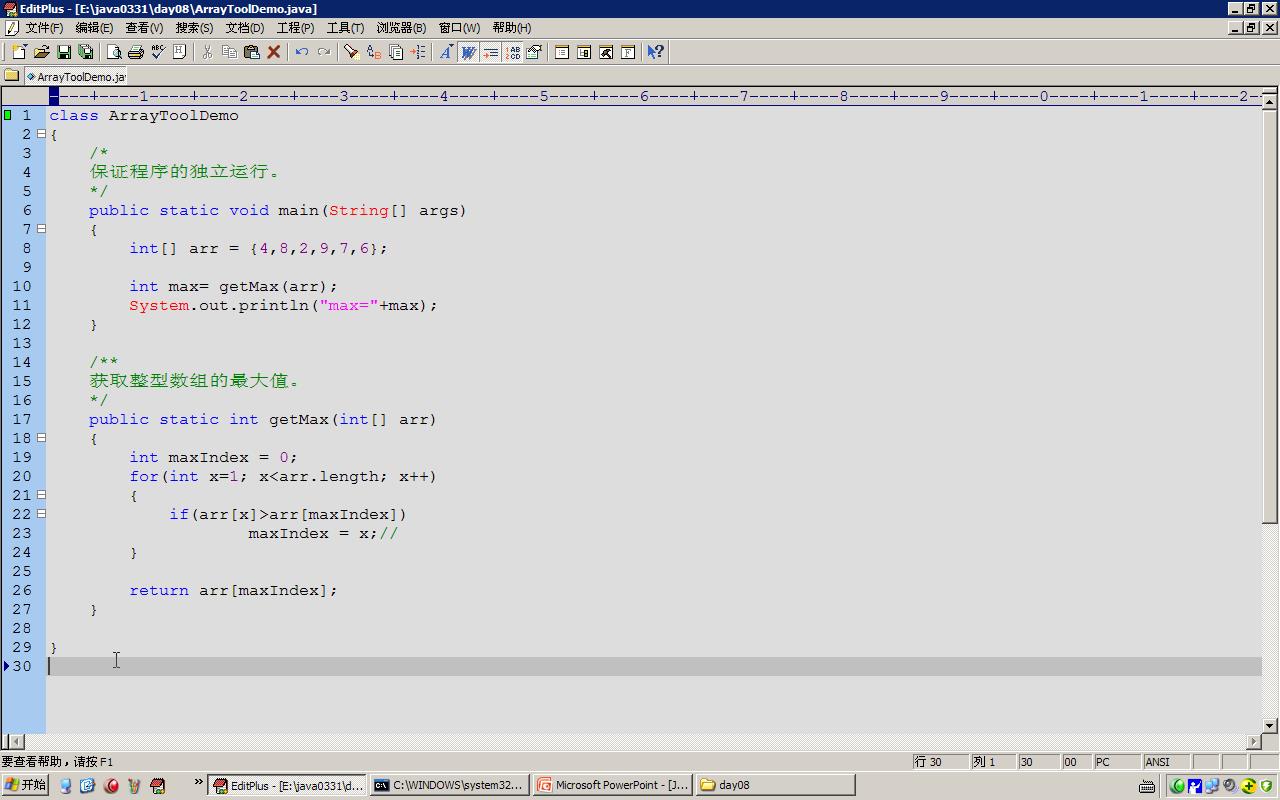 EditPlus - [E:\java0331\day08\ArrayToolDemo.java]
文件(F) 编辑(E) 查看(V) 搜索(S) 文档(D) 工程(P) 工具(T) 浏览器(B) 窗口(W) 帮助(H)
ArrayToolDemo.ja
----+----1----+----2----+----3----+----4----+----5----+----6----+----7----+----8----+----9----+----0----+----1----+----2-
1 class ArrayToolDemo
2 {
3 /*
4 保证程序的独立运行。
5 */
6 public static void main(String[] args)
7 {
8 int[] arr = {4,8,2,9,7,6};
9
10 int max= getMax(arr);
11 System.out.println("max="+max);
12 }
13
14 /**
15 获取整型数组的最大值。
16 */
17 public static int getMax(int[] arr)
18 {
19 int maxIndex = 0;
20 for(int x=1; x<arr.length; x++)
21 {
22 if(arr[x]>arr[maxIndex])
23 maxIndex = x;//
24 }
25
26 return arr[maxIndex];
27 }
28
29 }
30
要查看帮助，请按 F1 行 30 列 1 30 00 PC ANSI
开始 » EditPlus - [E:\java0331\d... C:\WINDOWS\system32... Microsoft PowerPoint - [J... day08